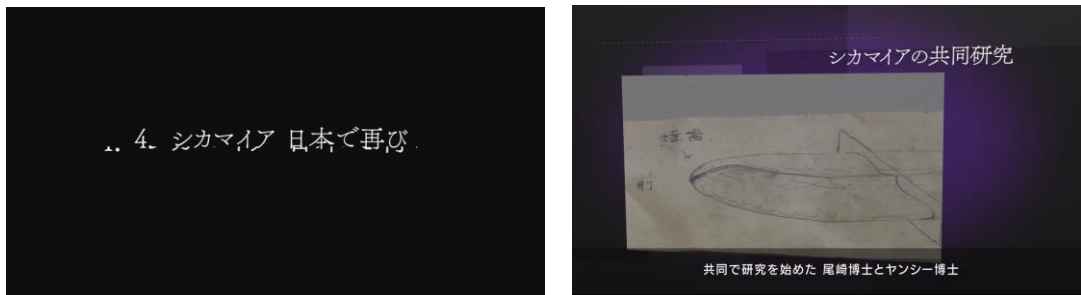 4. シカマイア 日本で再び
シカマイアの共同研究
前
共同で研究を始めた 尾崎博士とヤンシー博士